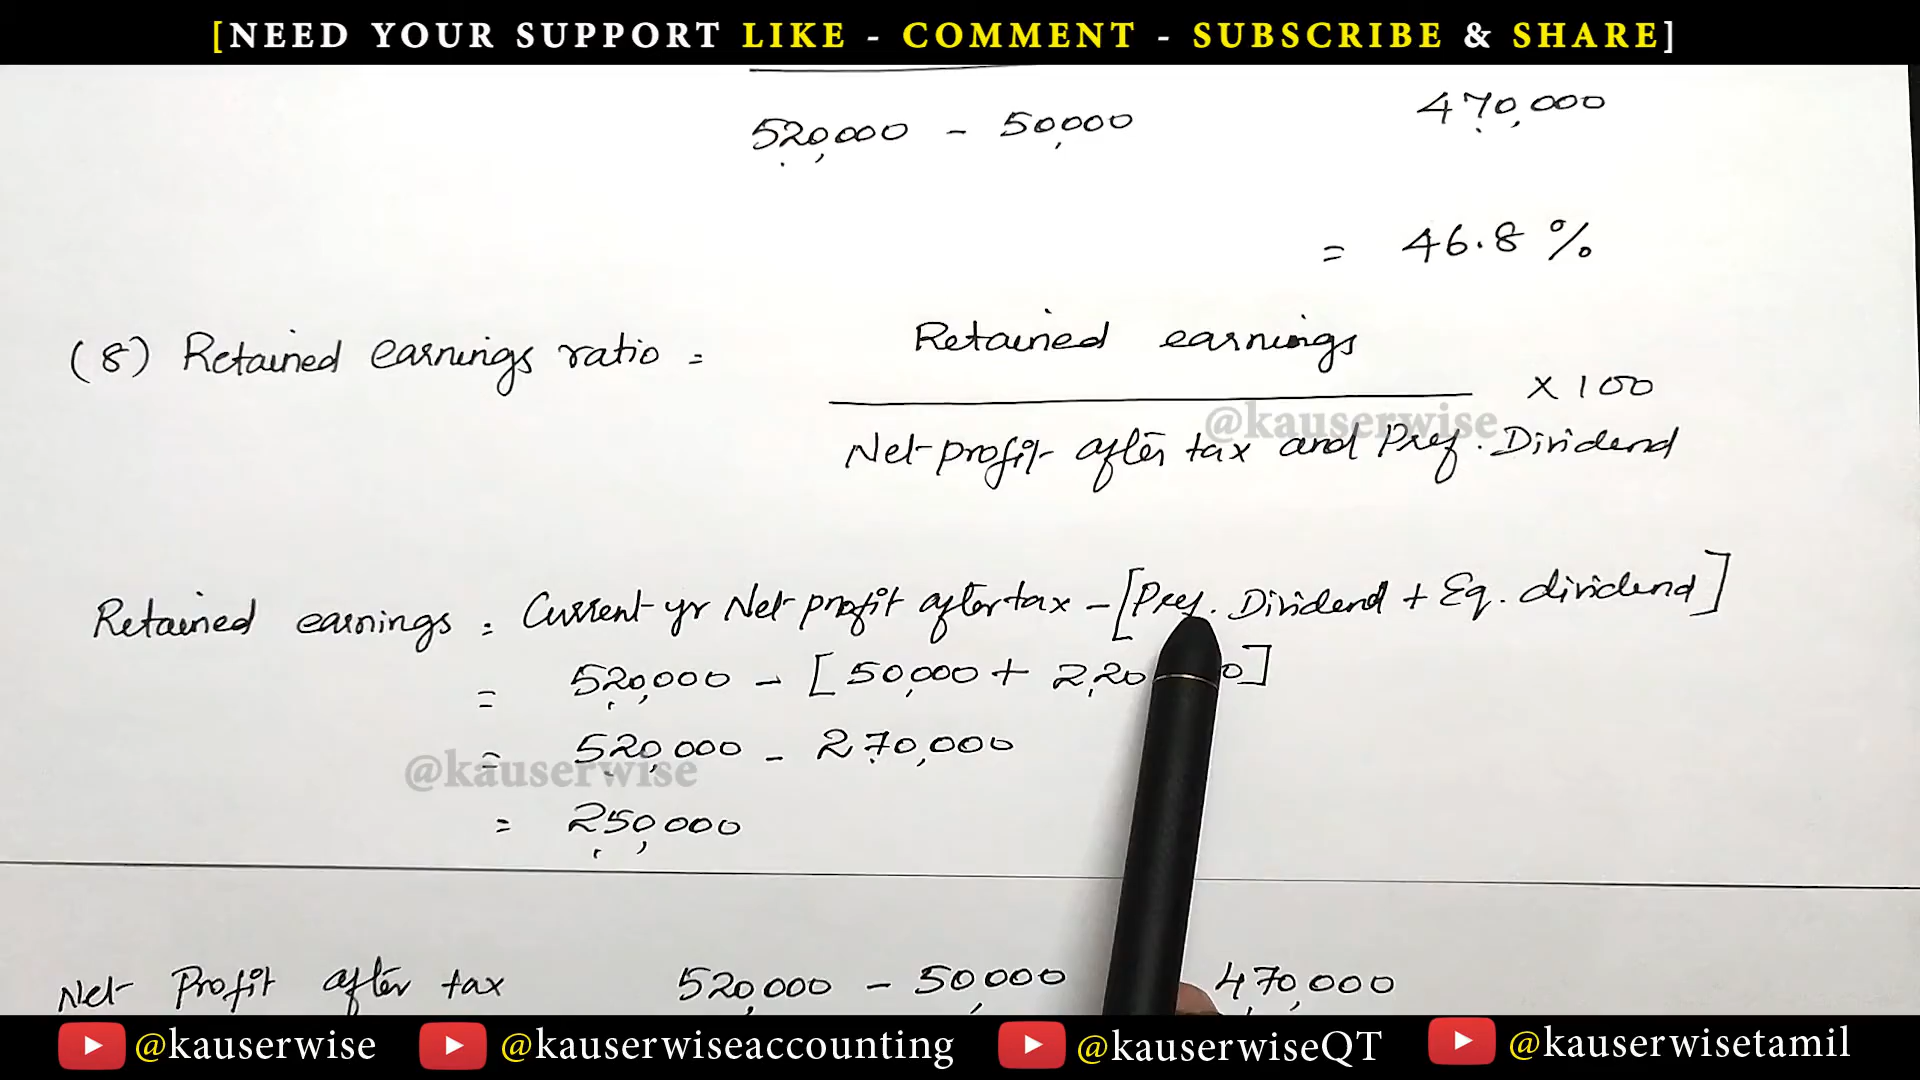 [NEED YOUR SUPPORT LIKE - COMMENT - SUBSCRIBE & SHARE]
520,000 - 50,000 470,000
= 46.8 %
(8) Retained earnings ratio = Retained earnings
x 100
@kauserwise
Net profit after tax and Pref. Dividend
Retained earnings = Current yr Net profit after tax - [Pref. Dividend + Eq. dividend]
= 520,000 - [50,000 + 2,20 0]
= 520,000 - 270,000
@kauserwise
= 250,000
Net Profit after tax 520,000 - 50,000 470,000
@kauserwise @kauserwiseaccounting @kauserwiseQT @kauserwisetamil